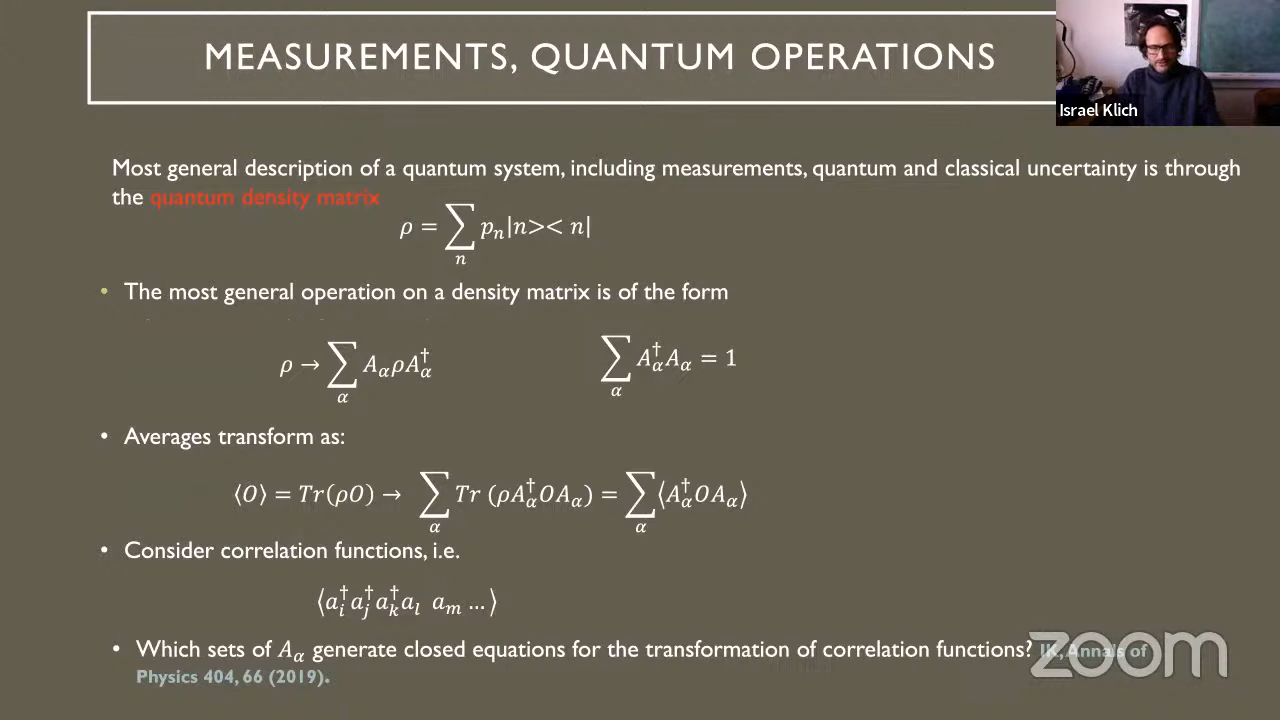 MEASUREMENTS, QUANTUM OPERATIONS
Israel Klich
Most general description of a quantum system, including measurements, quantum and classical uncertainty is through
the quantum density matrix
ρ = ∑_n p_n|n>< n|
• The most general operation on a density matrix is of the form
ρ → ∑_α A_α ρ A_α^† ∑_α A_α^† A_α = 1
• Averages transform as:
⟨O⟩ = Tr(ρO) → ∑_α Tr (ρA_α^† O A_α) = ∑_α ⟨A_α^† O A_α⟩
• Consider correlation functions, i.e.
⟨a_i^† a_j^† a_k^† a_l a_m … ⟩
• Which sets of A_α generate closed equations for the transformation of correlation functions? IK, Annals of
Physics 404, 66 (2019).
zoom